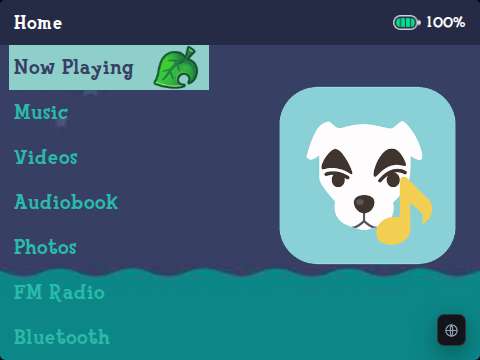 Home
100%
Now Playing
Music
Videos
Audiobook
Photos
FM Radio
Bluetooth